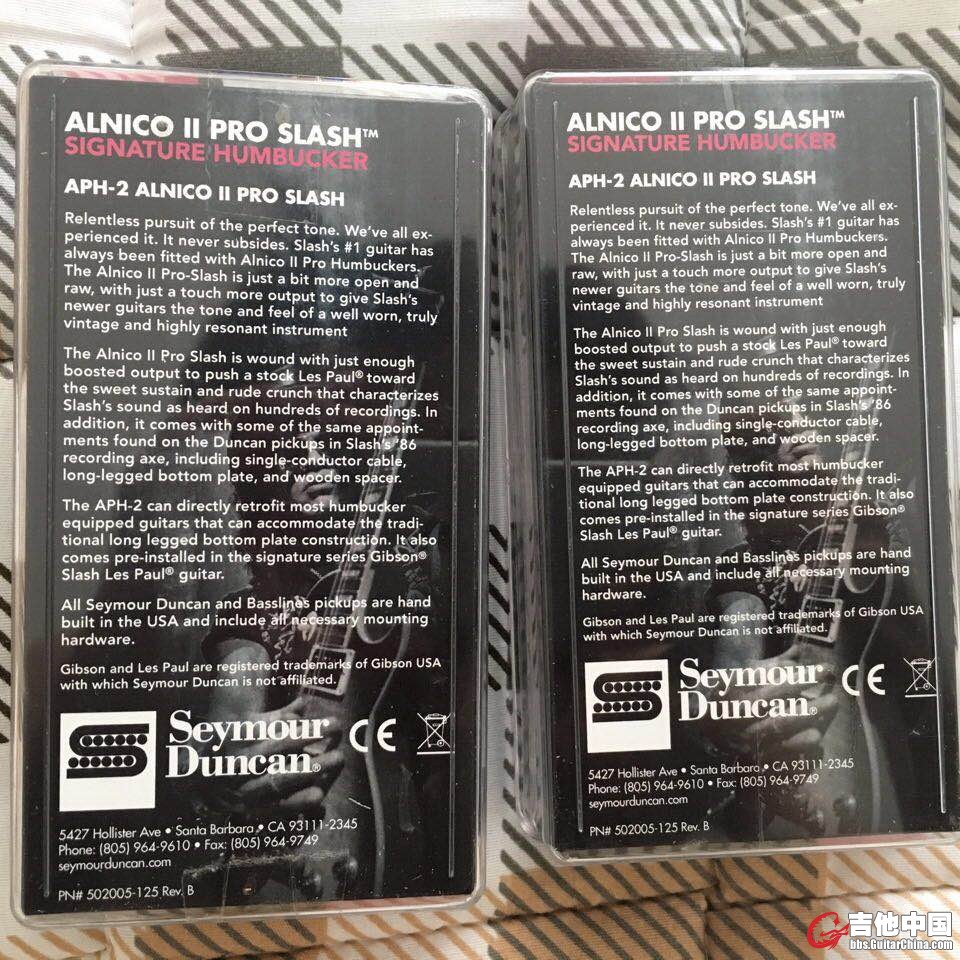 ALNICO II PRO SLASH™
SIGNATURE HUMBUCKER
APH-2 ALNICO II PRO SLASH
Relentless pursuit of the perfect tone. We've all ex-
perienced it. It never subsides. Slash's #1 guitar has
always been fitted with Alnico II Pro Humbuckers.
The Alnico II Pro-Slash is just a bit more open and
raw, with just a touch more output to give Slash's
newer guitars the tone and feel of a well worn, truly
vintage and highly resonant instrument
The Alnico II Pro Slash is wound with just enough
boosted output to push a stock Les Paul® toward
the sweet sustain and rude crunch that characterizes
Slash's sound as heard on hundreds of recordings. In
addition, it comes with some of the same appoint-
ments found on the Duncan pickups in Slash's '86
recording axe, including single-conductor cable,
long-legged bottom plate, and wooden spacer.
The APH-2 can directly retrofit most humbucker
equipped guitars that can accommodate the tradi-
tional long legged bottom plate construction. It also
comes pre-installed in the signature series Gibson®
Slash Les Paul® guitar.
All Seymour Duncan and Basslines pickups are hand
built in the USA and include all necessary mounting
hardware.
Gibson and Les Paul are registered trademarks of Gibson USA
with which Seymour Duncan is not affiliated.
Seymour
Duncan®
CE
5427 Hollister Ave • Santa Barbara • CA 93111-2345
Phone: (805) 964-9610 • Fax: (805) 964-9749
seymourduncan.com
PN# 502005-125 Rev. B
ALNICO II PRO SLASH™
SIGNATURE HUMBUCKER
APH-2 ALNICO II PRO SLASH
Relentless pursuit of the perfect tone. We've all ex-
perienced it. It never subsides. Slash's #1 guitar has
always been fitted with Alnico II Pro Humbuckers.
The Alnico II Pro-Slash is just a bit more open and
raw, with just a touch more output to give Slash's
newer guitars the tone and feel of a well worn, truly
vintage and highly resonant instrument
The Alnico II Pro Slash is wound with just enough
boosted output to push a stock Les Paul® toward
the sweet sustain and rude crunch that characterizes
Slash's sound as heard on hundreds of recordings. In
addition, it comes with some of the same appoint-
ments found on the Duncan pickups in Slash's '86
recording axe, including single-conductor cable,
long-legged bottom plate, and wooden spacer.
The APH-2 can directly retrofit most humbucker
equipped guitars that can accommodate the tradi-
tional long legged bottom plate construction. It also
comes pre-installed in the signature series Gibson®
Slash Les Paul® guitar.
All Seymour Duncan and Basslines pickups are hand
built in the USA and include all necessary mounting
hardware.
Gibson and Les Paul are registered trademarks of Gibson USA
with which Seymour Duncan is not affiliated.
Seymour
Duncan®
CE
5427 Hollister Ave • Santa Barbara • CA 93111-2345
Phone: (805) 964-9610 • Fax: (805) 964-9749
seymourduncan.com
PN# 502005-125 Rev. B
吉他中国
bbs.GuitarChina.com